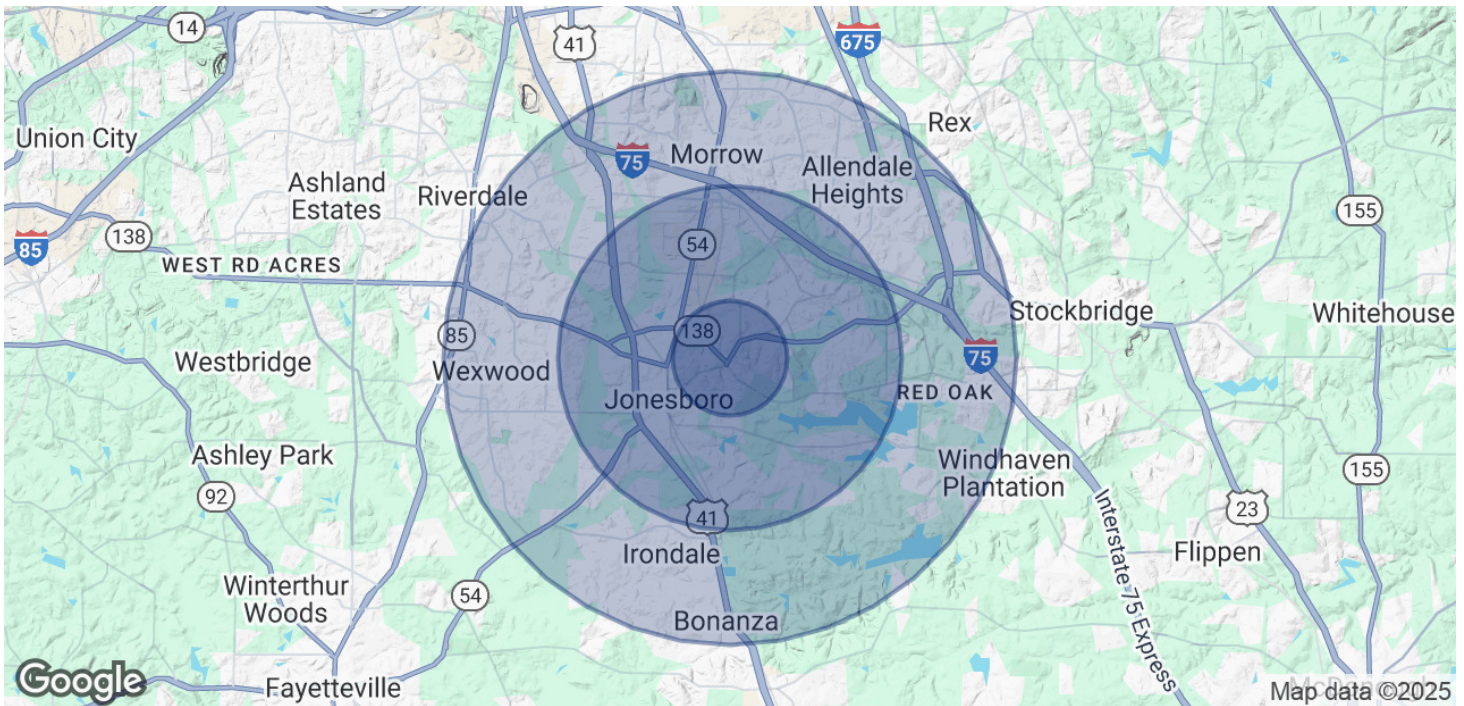 14
41
675
Union City
Rex
75
Morrow
Allendale
Heights
Ashland
Estates
Riverdale
155
138
85
54
WEST RD ACRES
Stockbridge
Whitehouse
138
85
75
Westbridge
Wexwood
RED OAK
Jonesboro
Ashley Park
Windhaven
Plantation
155
92
23
41
Interstate 75 Express
Irondale
Flippen
Winterthur
Woods
54
Bonanza
Google
Fayetteville
Map data ©2025